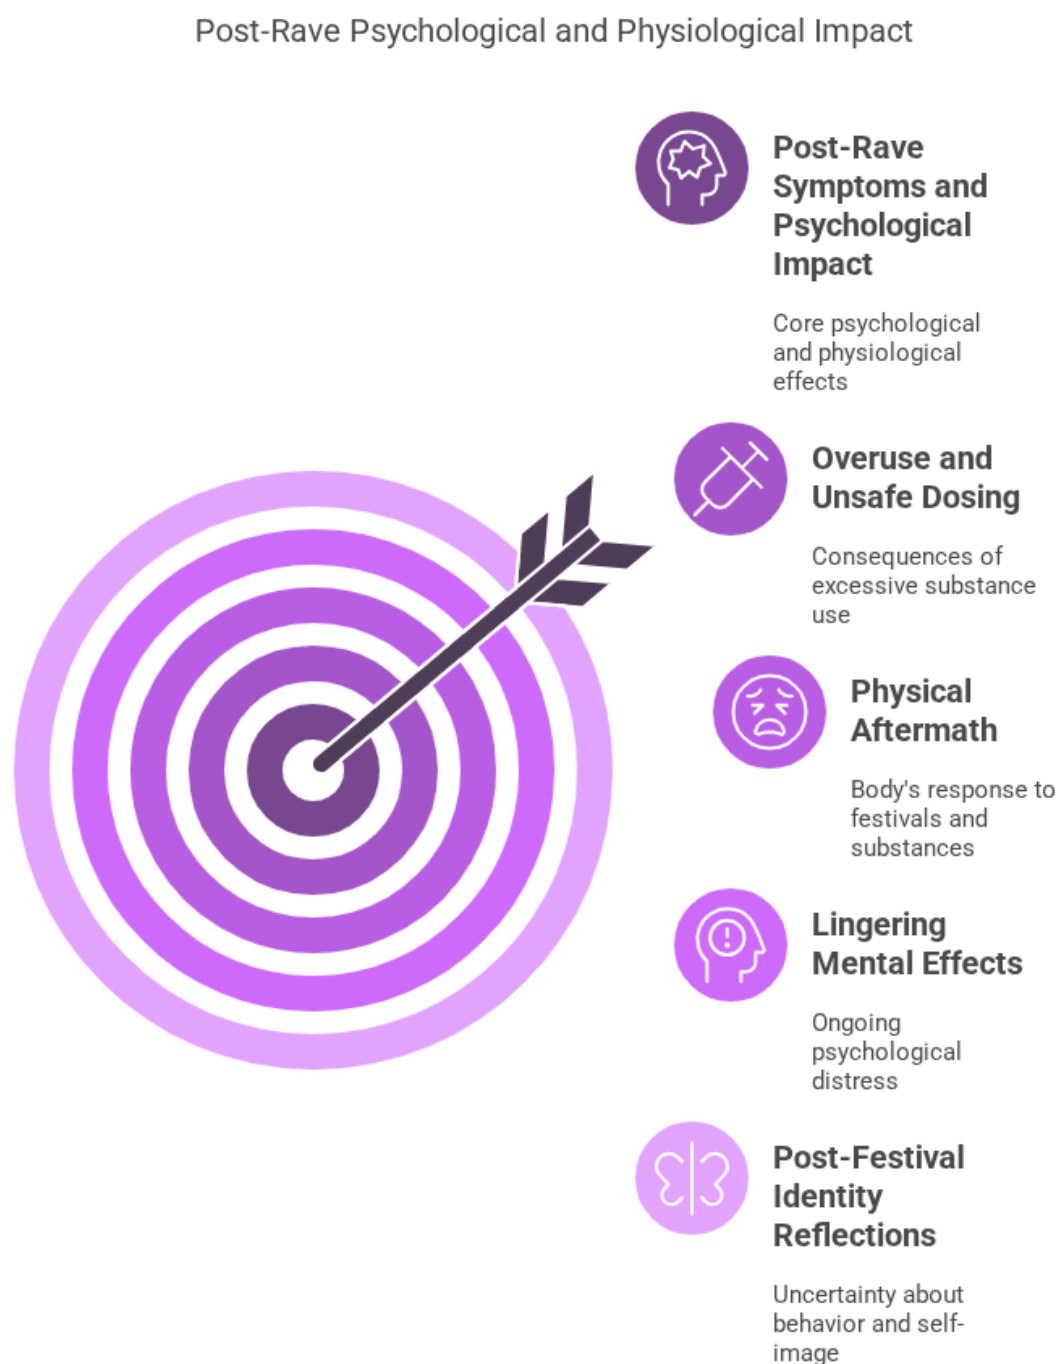 Post-Rave Psychological and Physiological Impact
Post-Rave
Symptoms and
Psychological
Impact
Core psychological
and physiological
effects
Overuse and
Unsafe Dosing
Consequences of
excessive substance
use
Physical
Aftermath
Body's response to
festivals and
substances
Lingering
Mental Effects
Ongoing
psychological
distress
Post-Festival
Identity
Reflections
Uncertainty about
behavior and self-
image